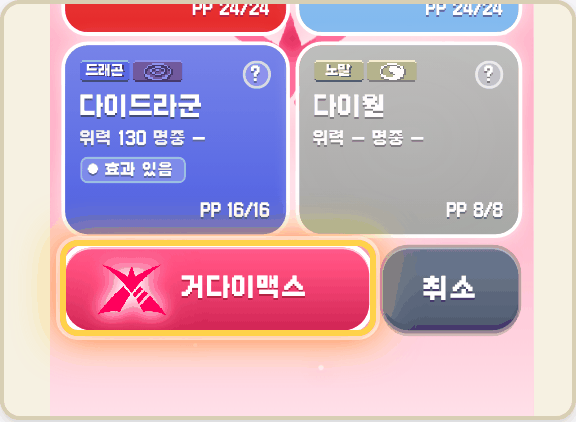 PP 24/24
PP 24/24
드래곤
?
다이드라군
위력 130 명중 –
효과 있음
PP 16/16
노말
?
다이월
위력 – 명중 –
PP 8/8
거다이맥스
취소